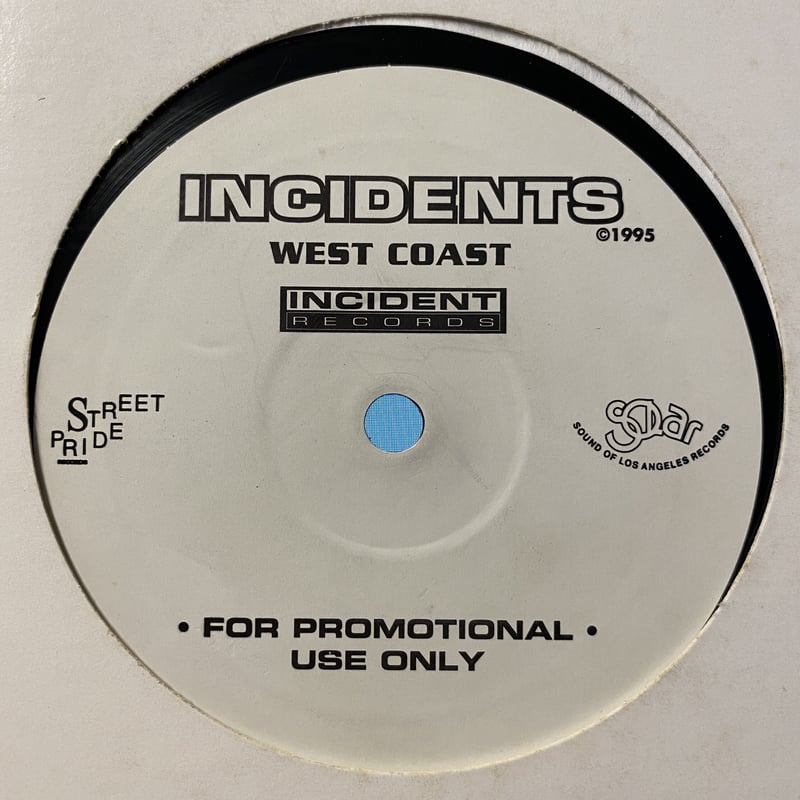 INCIDENTS
©1995
WEST COAST
INCIDENT
RECORDS
STREET
PRIDE
Solar
SOUND OF LOS ANGELES RECORDS
• FOR PROMOTIONAL •
USE ONLY